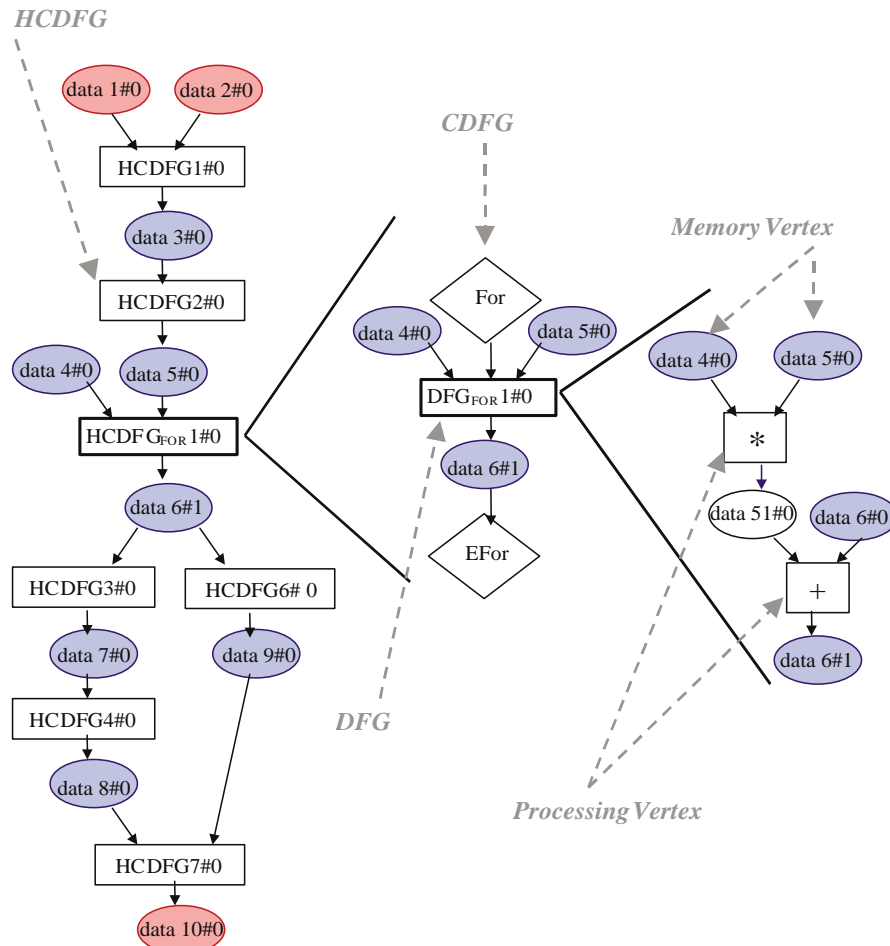 HCDFG
data 1#0
data 2#0
HCDFG1#0
data 3#0
HCDFG2#0
data 4#0
data 5#0
HCDFGFOR 1#0
data 6#1
HCDFG3#0
HCDFG6# 0
data 7#0
data 9#0
HCDFG4#0
data 8#0
HCDFG7#0
data 10#0
CDFG
For
data 4#0
data 5#0
DFGFOR 1#0
data 6#1
EFor
DFG
Memory Vertex
data 4#0
data 5#0
*
data 51#0
data 6#0
+
data 6#1
Processing Vertex